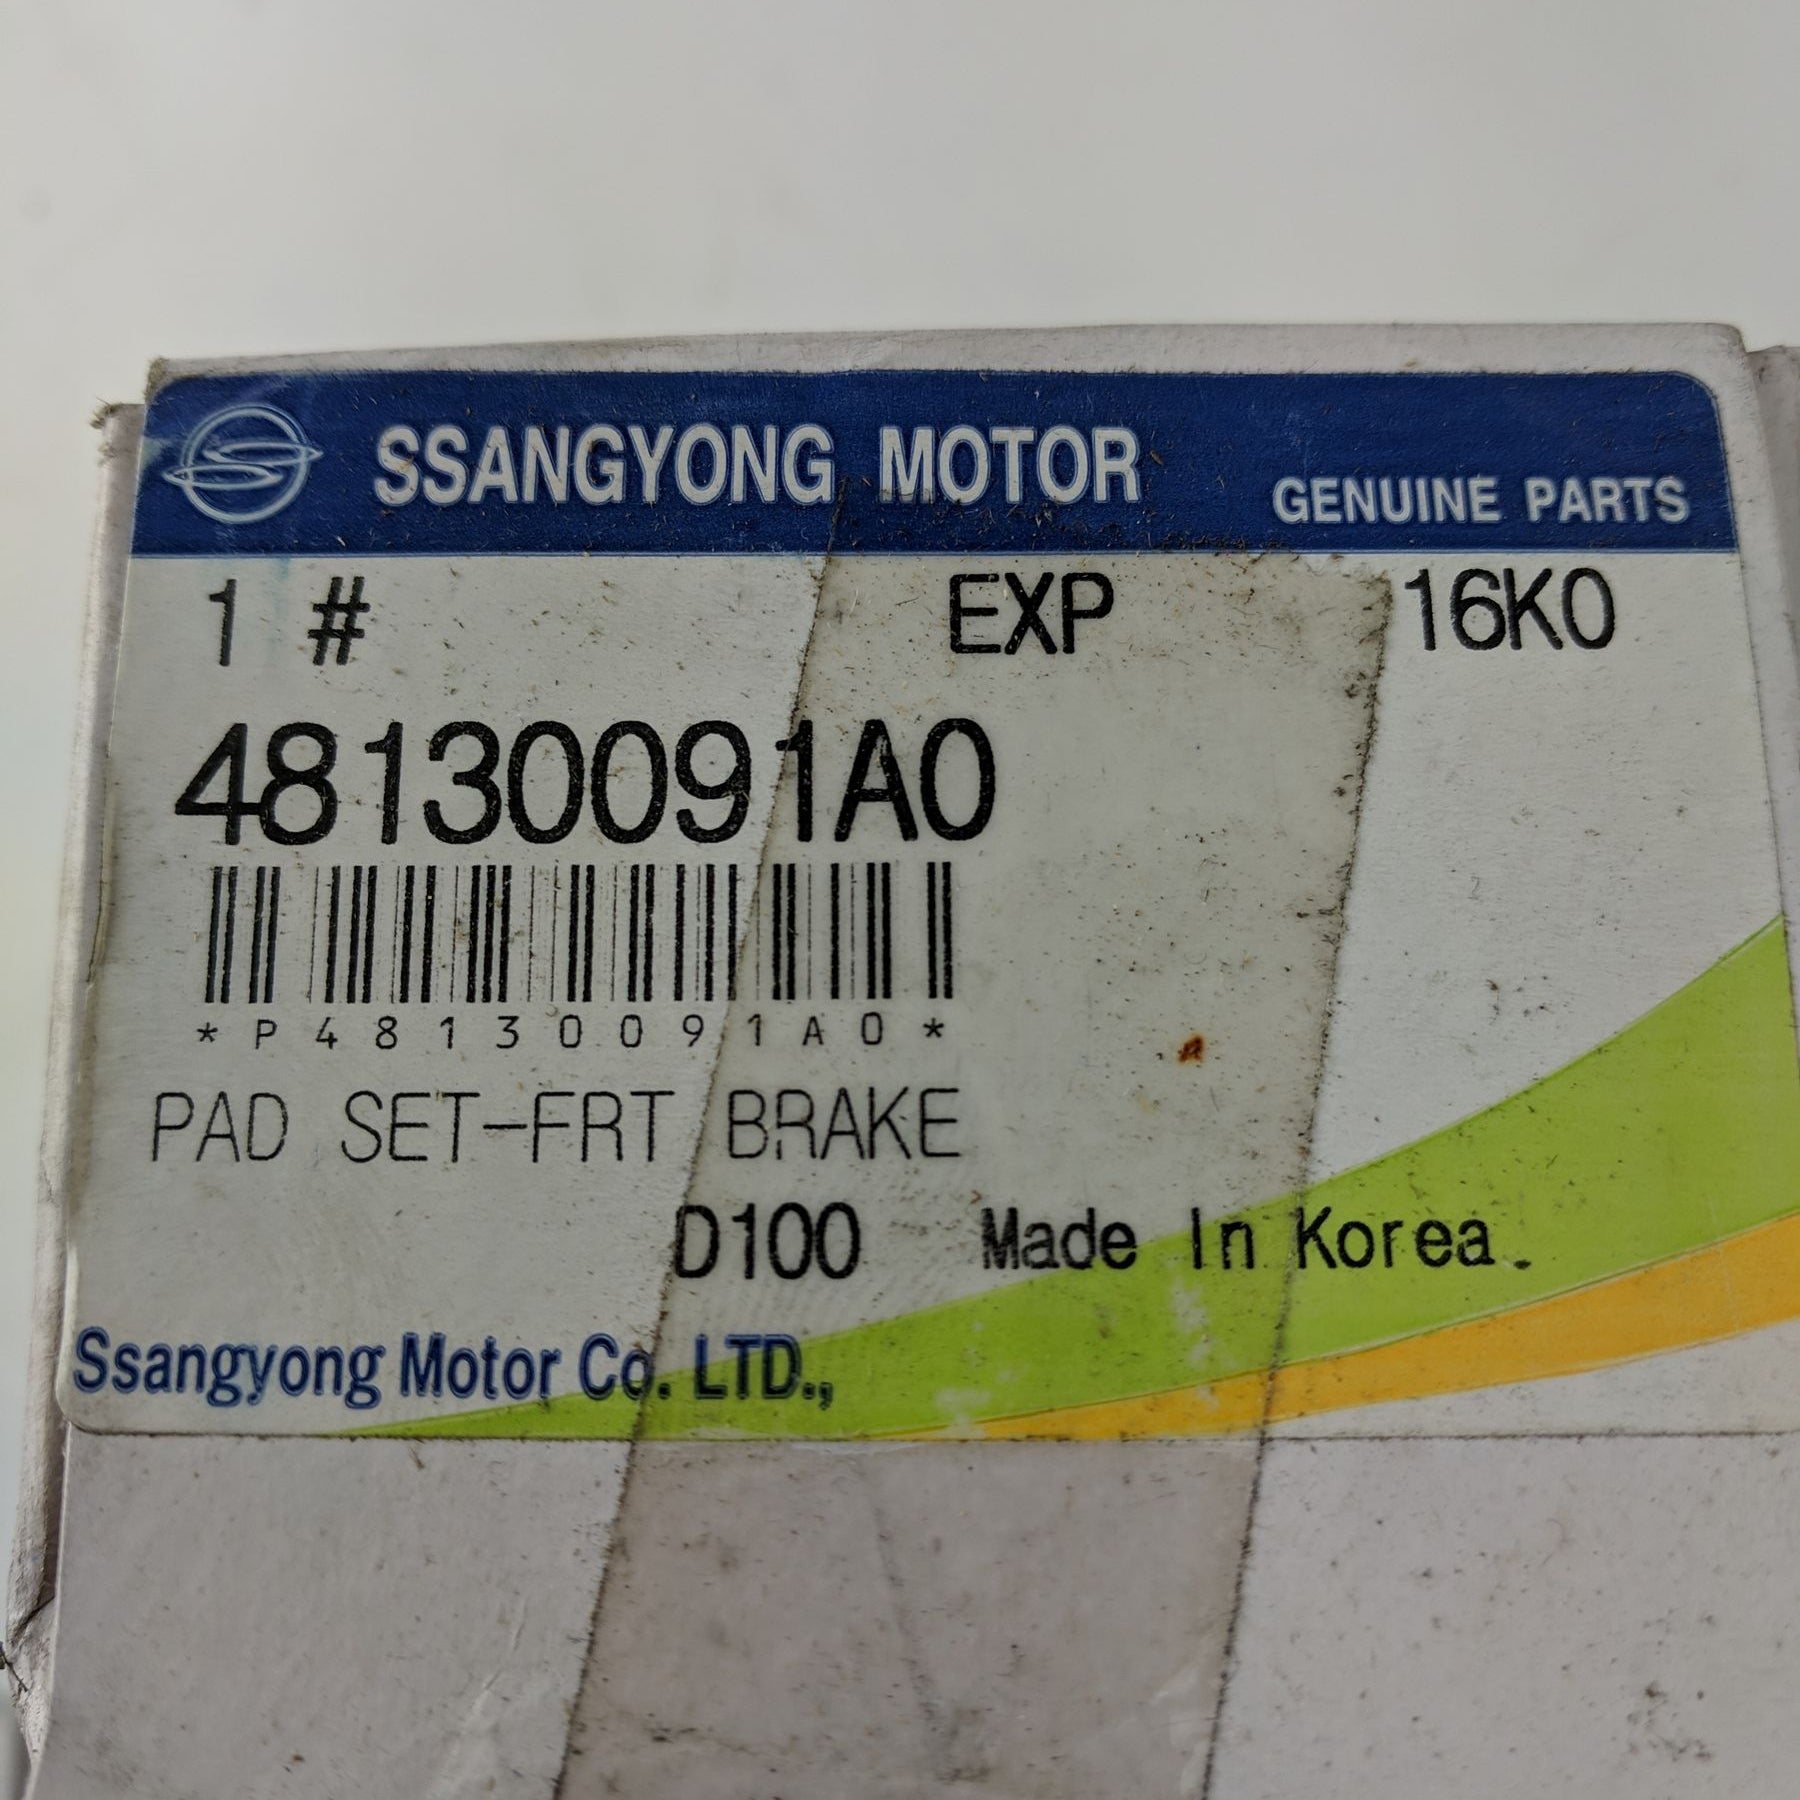 SSANGYONG MOTOR GENUINE PARTS
1 # EXP 16K0
48130091A0
*P48130091A0*
PAD SET-FRT BRAKE
D100 Made In Korea.
Ssangyong Motor Co. LTD.,